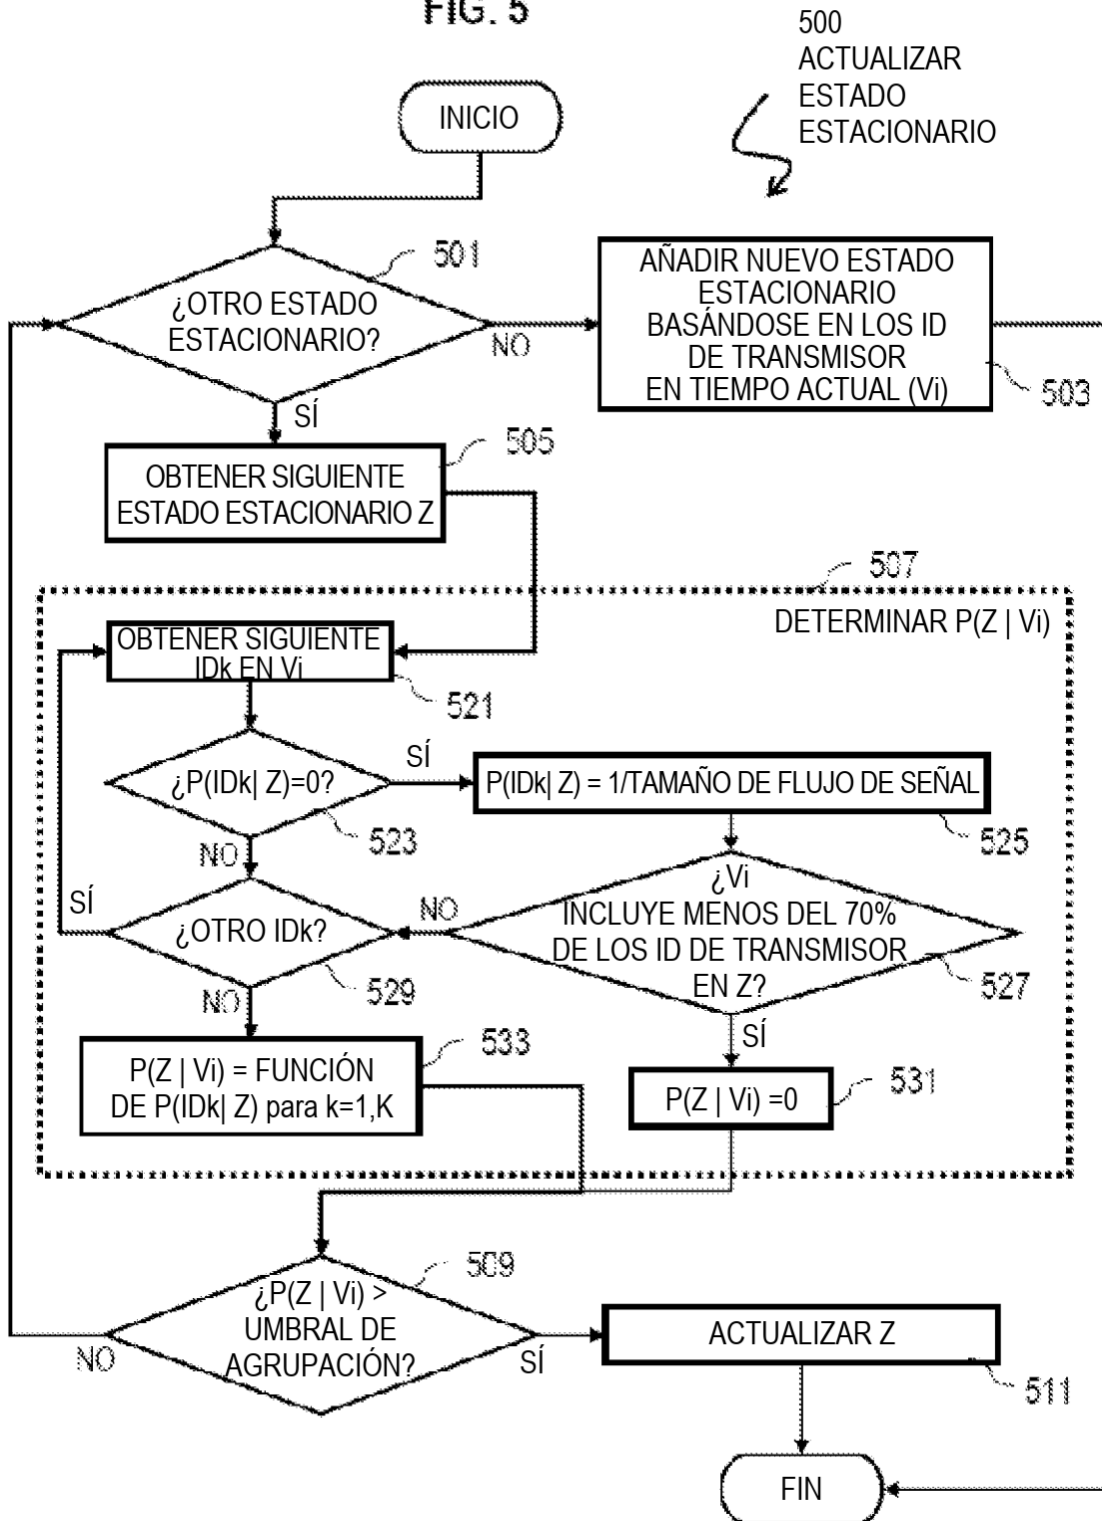 FIG. 5
500
ACTUALIZAR
ESTADO
ESTACIONARIO
INICIO
501
¿OTRO ESTADO
ESTACIONARIO?
NO
SÍ
AÑADIR NUEVO ESTADO
ESTACIONARIO
BASÁNDOSE EN LOS ID
DE TRANSMISOR
EN TIEMPO ACTUAL (Vi)
503
505
OBTENER SIGUIENTE
ESTADO ESTACIONARIO Z
507
DETERMINAR P(Z | Vi)
OBTENER SIGUIENTE
IDk EN Vi
521
¿P(IDk| Z)=0?
SÍ
523
NO
P(IDk| Z) = 1/TAMAÑO DE FLUJO DE SEÑAL
525
¿Vi
INCLUYE MENOS DEL 70%
DE LOS ID DE TRANSMISOR
EN Z?
527
NO
SÍ
¿OTRO IDk?
SÍ
529
NO
P(Z | Vi) = FUNCIÓN
DE P(IDk| Z) para k=1,K
533
P(Z | Vi) =0
531
509
¿P(Z | Vi) >
UMBRAL DE
AGRUPACIÓN?
NO
SÍ
ACTUALIZAR Z
511
FIN